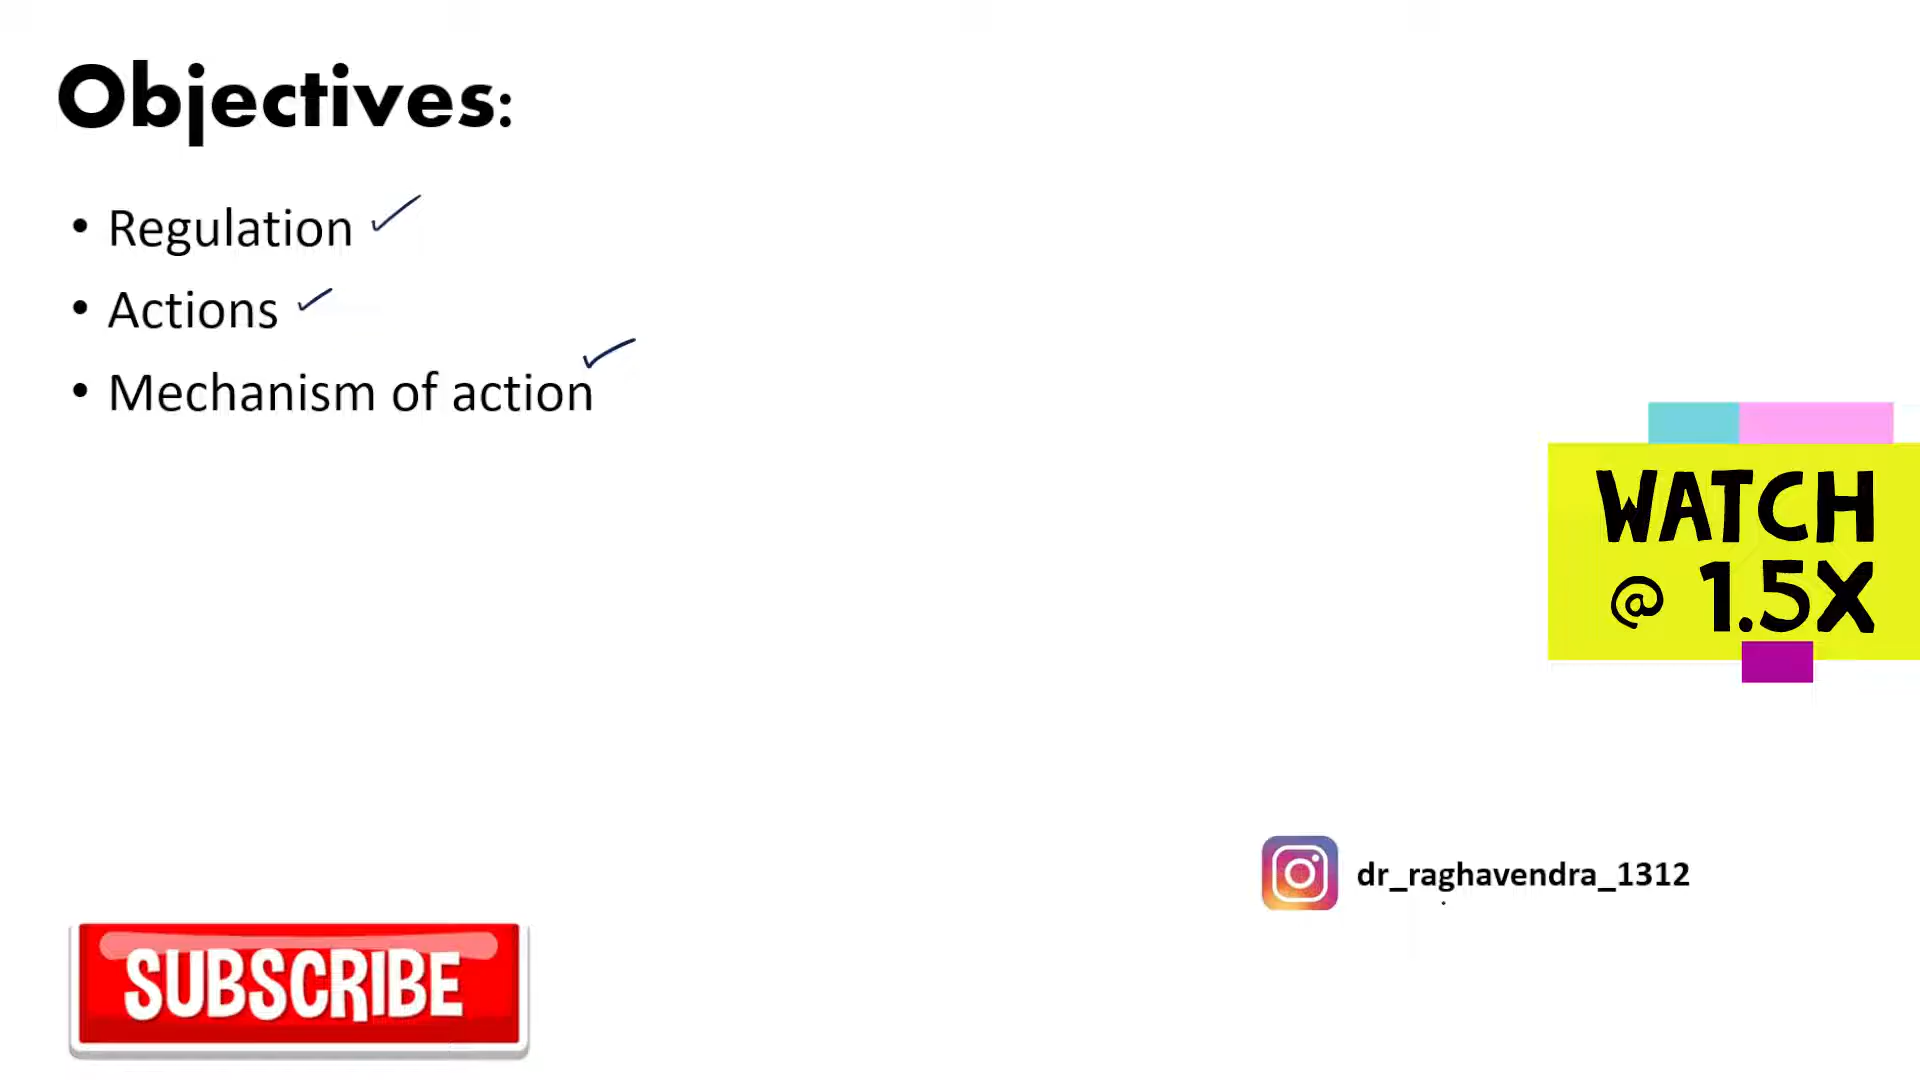 Objectives:
• Regulation
• Actions
• Mechanism of action
WATCH
@ 1.5X
dr_raghavendra_1312
SUBSCRIBE